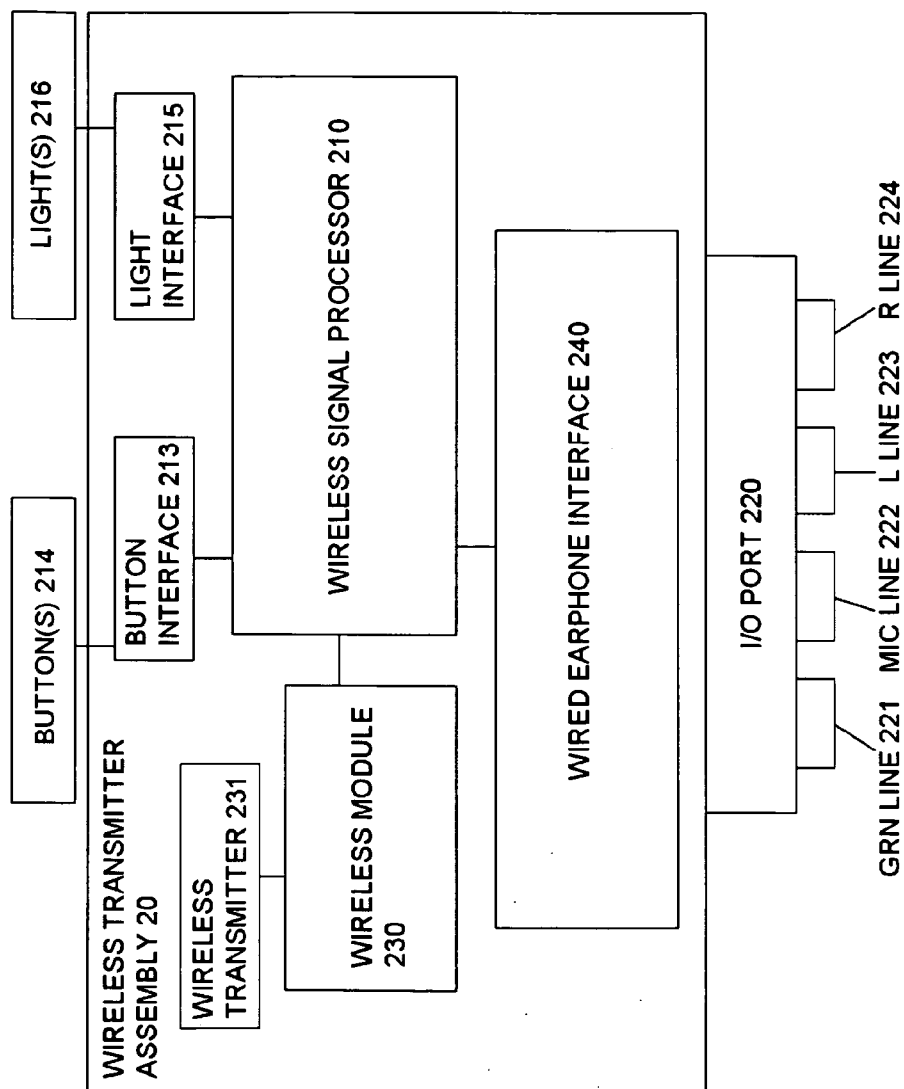 BUTTON(S) 214
LIGHT(S) 216
WIRELESS TRANSMITTER
ASSEMBLY 20
BUTTON
INTERFACE 213
LIGHT
INTERFACE 215
WIRELESS
TRANSMITTER 231
WIRELESS SIGNAL PROCESSOR 210
WIRELESS MODULE
230
WIRED EARPHONE INTERFACE 240
I/O PORT 220
GRN LINE 221
MIC LINE 222
L LINE 223
R LINE 224